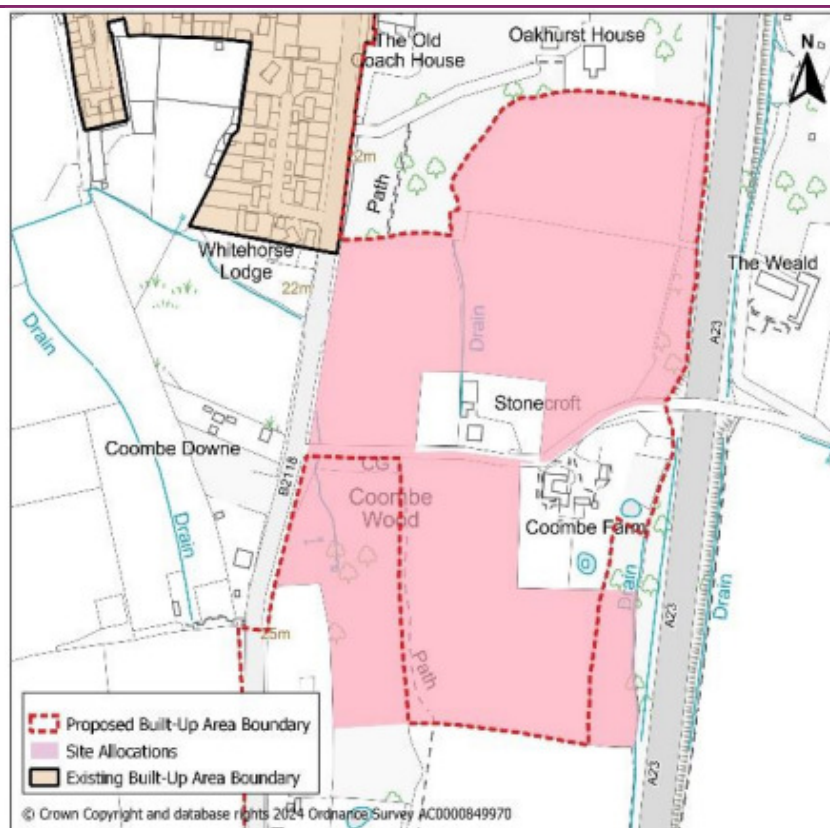 The Old
Coach House
Oakhurst House
N
22m
Path
Whitehorse
Lodge
22m
The Weald
A23
Drain
Drain
Stonecroft
Coombe Downe
B2118
CG
Coombe
Wood
Coombe Farm
Drain
Drain
Drain
A23
25m
Path
A23
Proposed Built-Up Area Boundary
Site Allocations
Existing Built-Up Area Boundary
© Crown Copyright and database rights 2024 Ordnance Survey AC0000849970